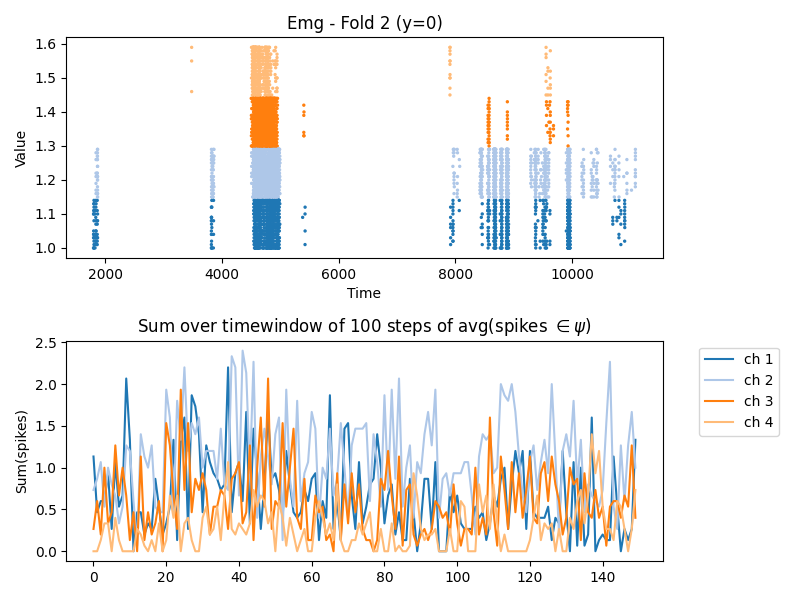 Emg - Fold 2 (y=0)
Value
1.6
1.5
1.4
1.3
1.2
1.1
1.0
2000 4000 6000 8000 10000
Time
Sum over timewindow of 100 steps of avg(spikes ∈ ψ)
Sum(spikes)
2.5
2.0
1.5
1.0
0.5
0.0
0 20 40 60 80 100 120 140
ch 1
ch 2
ch 3
ch 4